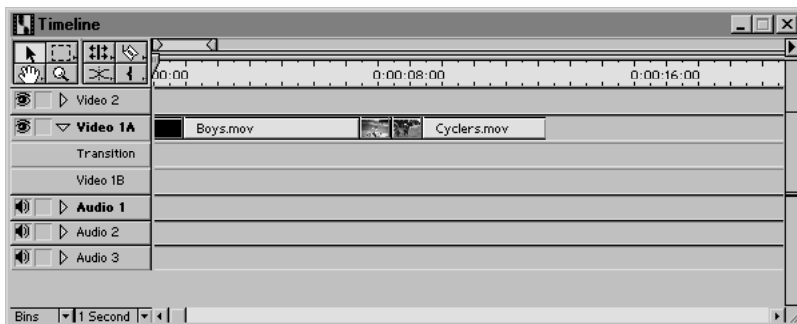 Timeline
00:00 0:00:08:00 0:00:16:00
Video 2
Video 1A Boys.mov Cyclers.mov
Transition
Video 1B
Audio 1
Audio 2
Audio 3
Bins 1 Second